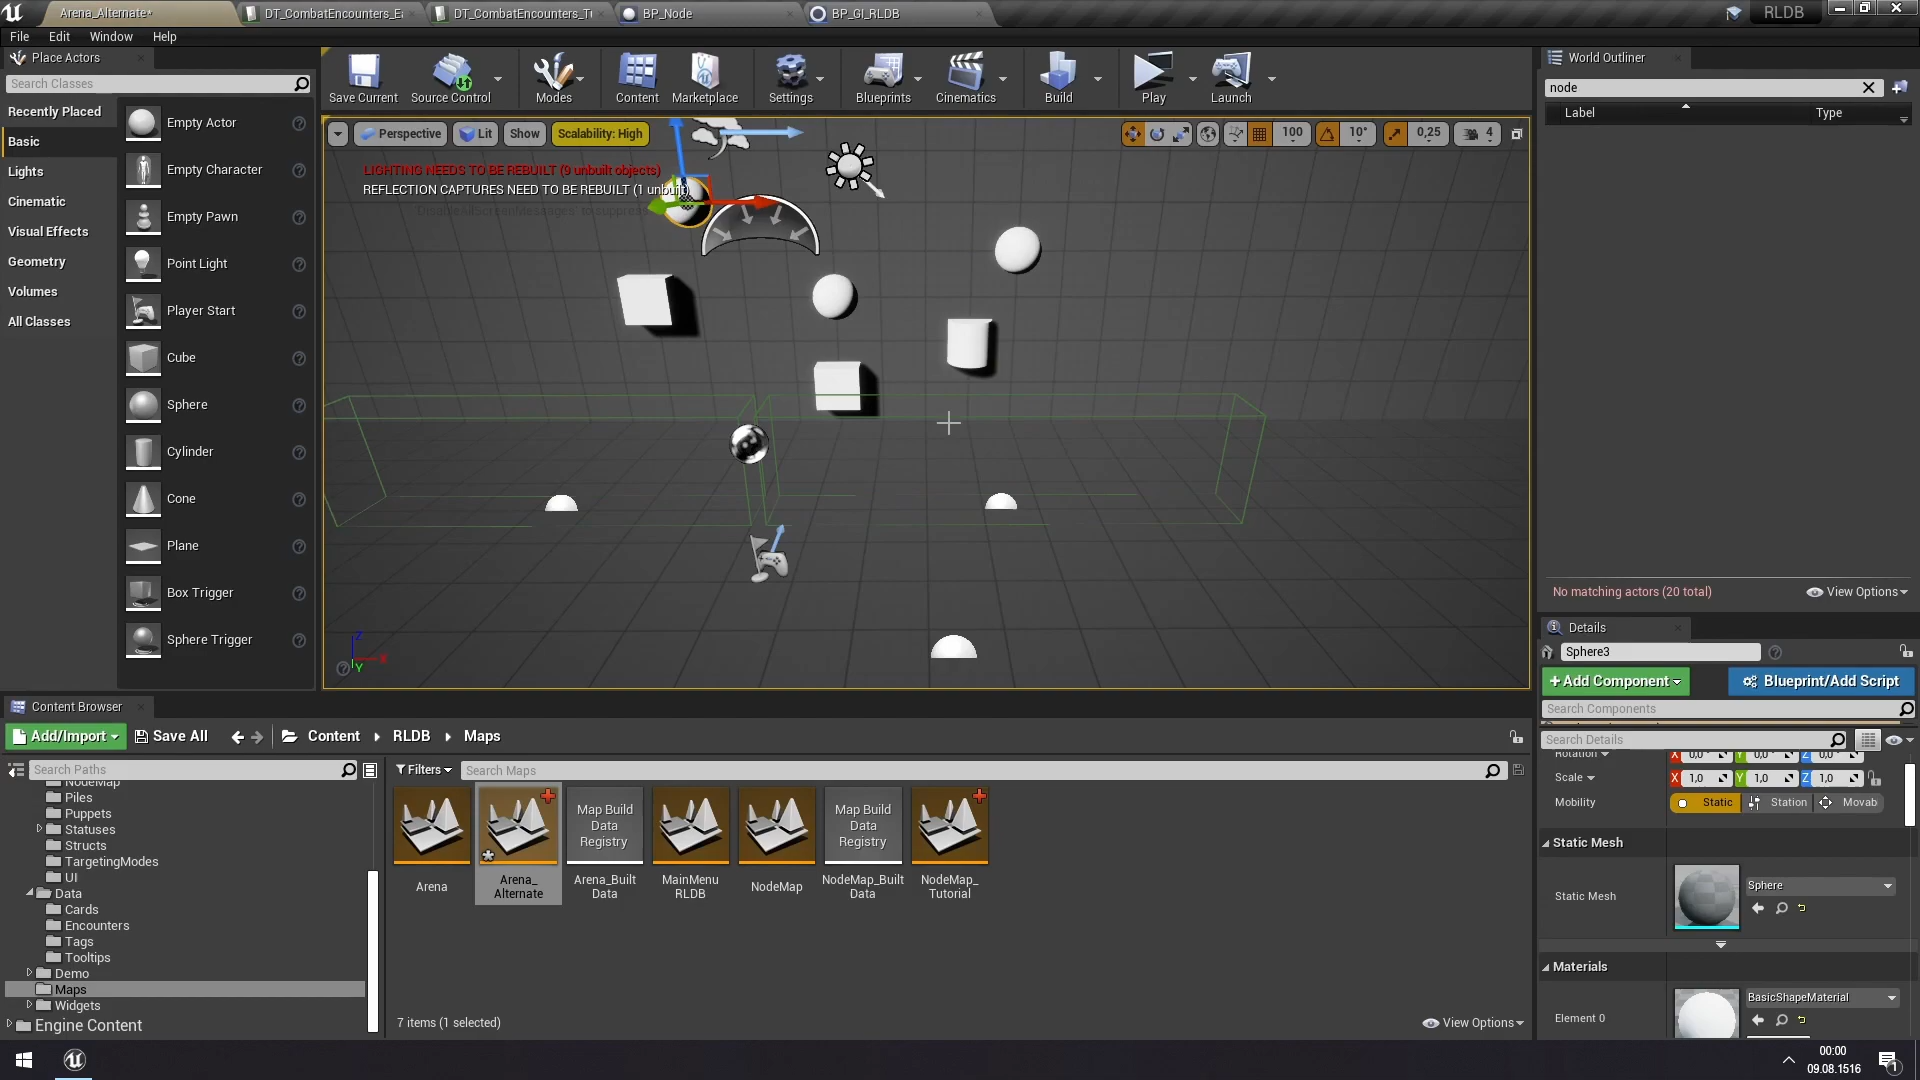 Arena_Alternate*
DT_CombatEncounters_Ea
DT_CombatEncounters_Tu
BP_Node
BP_GI_RLDB
RLDB
File
Edit
Window
Help
Place Actors
Search Classes
Recently Placed
Basic
Lights
Cinematic
Visual Effects
Geometry
Volumes
All Classes
Empty Actor
Empty Character
Empty Pawn
Point Light
Player Start
Cube
Sphere
Cylinder
Cone
Plane
Box Trigger
Sphere Trigger
Save Current
Source Control
Modes
Content
Marketplace
Settings
Blueprints
Cinematics
Build
Play
Launch
Perspective
Lit
Show
Scalability: High
100
10°
0,25
4
LIGHTING NEEDS TO BE REBUILT (9 unbuilt objects)
REFLECTION CAPTURES NEED TO BE REBUILT (1 unbuilt)
'DisableAllScreenMessages' to suppress
Z
X
Y
World Outliner
node
Label
Type
No matching actors (20 total)
View Options
Details
Sphere3
+Add Component
Blueprint/Add Script
Search Components
Search Details
Rotation
X 0,0° Y 0,0° Z 0,0°
Scale
X 1,0 Y 1,0 Z 1,0
Mobility
Static
Station
Movab
Static Mesh
Static Mesh
Sphere
Materials
Element 0
BasicShapeMaterial
Content Browser
Add/Import
Save All
Content
RLDB
Maps
Search Paths
Filters
Search Maps
NodeMap
Piles
Puppets
Statuses
Structs
TargetingModes
UI
Data
Cards
Encounters
Tags
Tooltips
Demo
Maps
Widgets
Engine Content
Arena
Arena_
Alternate
Map Build
Data
Registry
Arena_Built
Data
MainMenu
RLDB
NodeMap
Map Build
Data
Registry
NodeMap_Built
Data
NodeMap_
Tutorial
7 items (1 selected)
View Options
00:00
09.08.1516
1